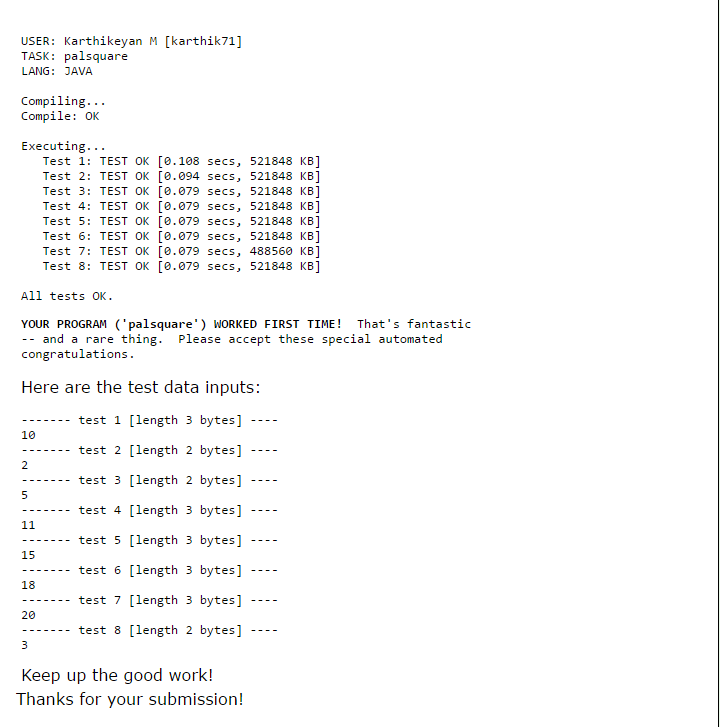 USER: Karthikeyan M [karthik71]
TASK: palsquare
LANG: JAVA
Compiling...
Compile: OK
Executing...
Test 1: TEST OK [0.108 secs, 521848 KB]
Test 2: TEST OK [0.094 secs, 521848 KB]
Test 3: TEST OK [0.079 secs, 521848 KB]
Test 4: TEST OK [0.079 secs, 521848 KB]
Test 5: TEST OK [0.079 secs, 521848 KB]
Test 6: TEST OK [0.079 secs, 521848 KB]
Test 7: TEST OK [0.079 secs, 488560 KB]
Test 8: TEST OK [0.079 secs, 521848 KB]
All tests OK.
YOUR PROGRAM ('palsquare') WORKED FIRST TIME! That's fantastic
-- and a rare thing. Please accept these special automated
congratulations.
Here are the test data inputs:
------- test 1 [length 3 bytes] ----
10
------- test 2 [length 2 bytes] ----
2
------- test 3 [length 2 bytes] ----
5
------- test 4 [length 3 bytes] ----
11
------- test 5 [length 3 bytes] ----
15
------- test 6 [length 3 bytes] ----
18
------- test 7 [length 3 bytes] ----
20
------- test 8 [length 2 bytes] ----
3
Keep up the good work!
Thanks for your submission!